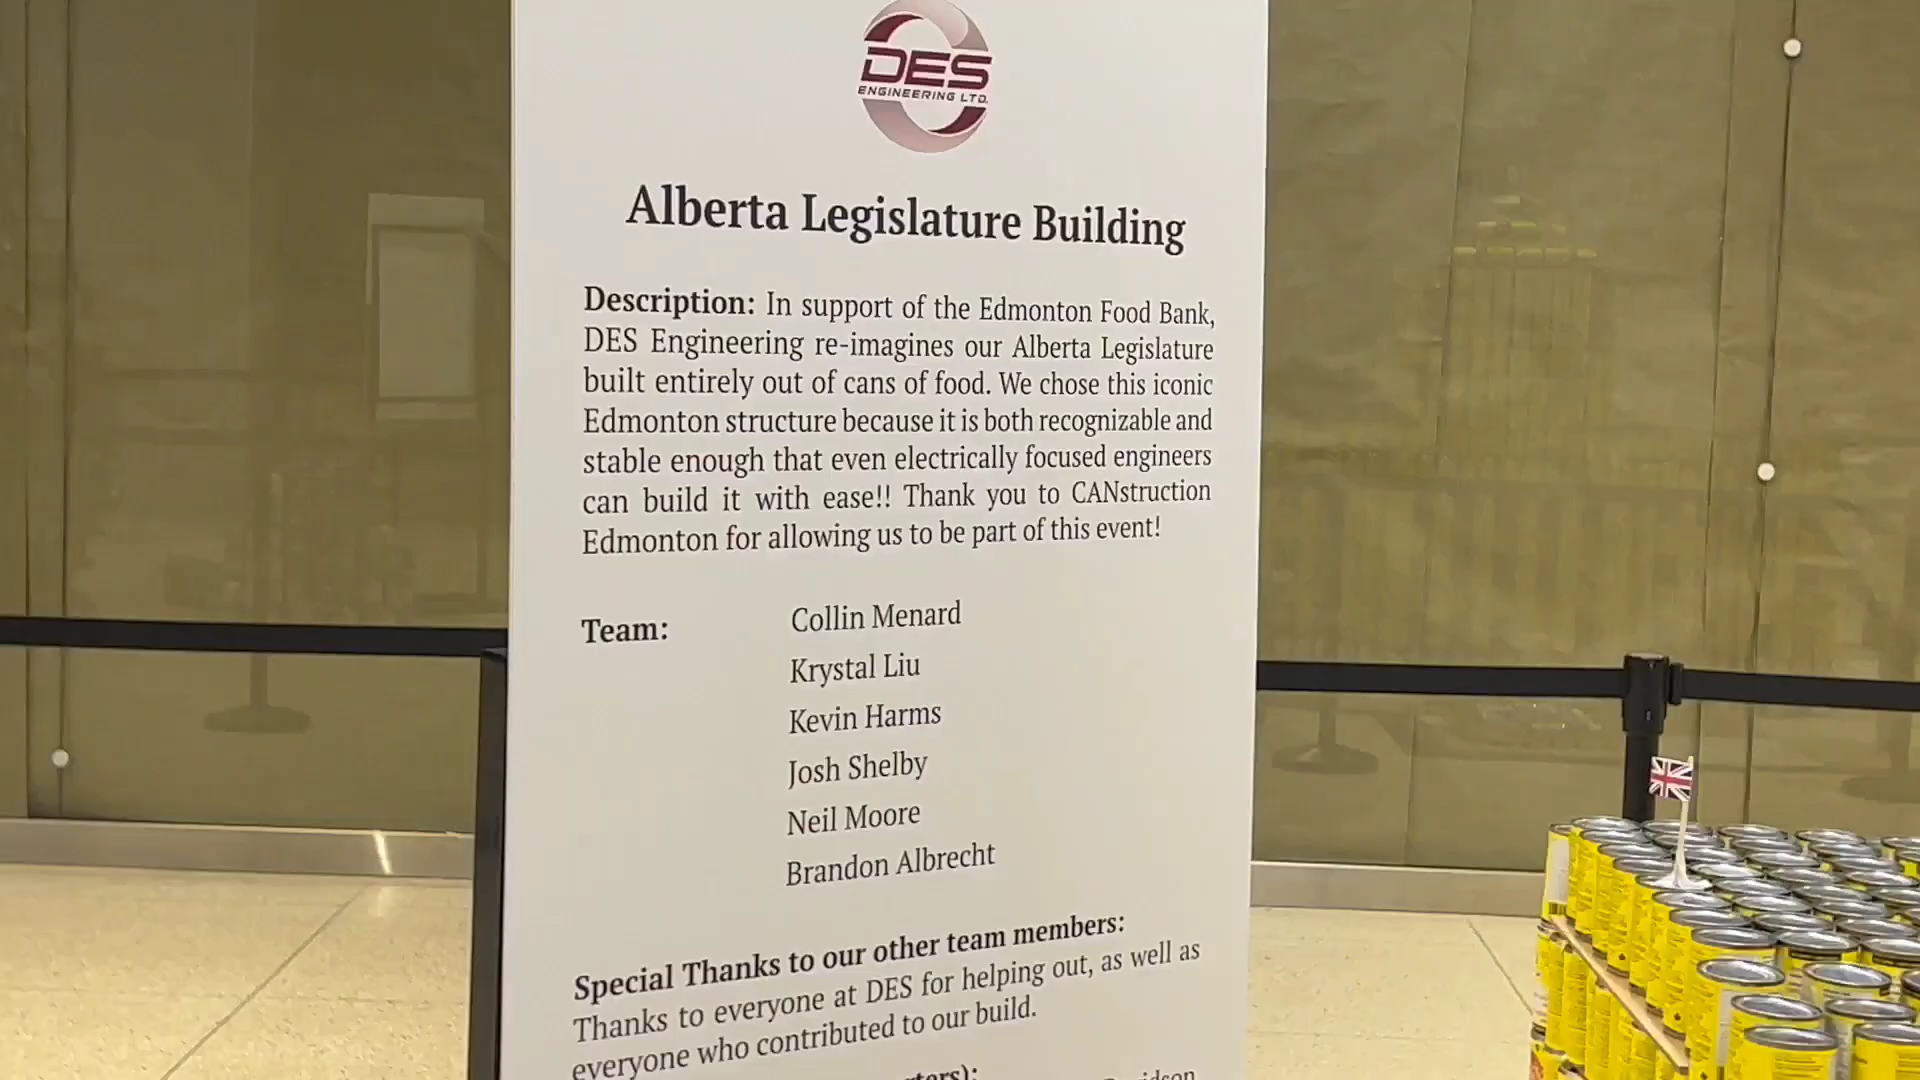 DES
ENGINEERING LTD.
Alberta Legislature Building
Description: In support of the Edmonton Food Bank,
DES Engineering re-imagines our Alberta Legislature
built entirely out of cans of food. We chose this iconic
Edmonton structure because it is both recognizable and
stable enough that even electrically focused engineers
can build it with ease!! Thank you to CANstruction
Edmonton for allowing us to be part of this event!
Team:
Collin Menard
Krystal Liu
Kevin Harms
Josh Shelby
Neil Moore
Brandon Albrecht
Special Thanks to our other team members:
Thanks to everyone at DES for helping out, as well as
everyone who contributed to our build.